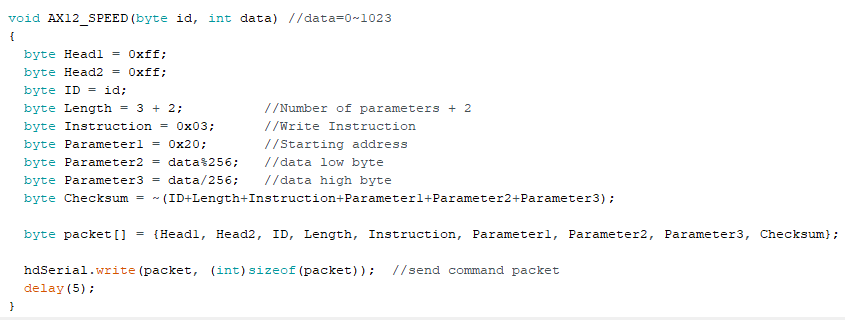 void AX12_SPEED(byte id, int data) //data=0~1023
{
  byte Head1 = 0xff;
  byte Head2 = 0xff;
  byte ID = id;
  byte Length = 3 + 2;          //Number of parameters + 2
  byte Instruction = 0x03;      //Write Instruction
  byte Parameter1 = 0x20;       //Starting address
  byte Parameter2 = data%256;   //data low byte
  byte Parameter3 = data/256;   //data high byte
  byte Checksum = ~(ID+Length+Instruction+Parameter1+Parameter2+Parameter3);

  byte packet[] = {Head1, Head2, ID, Length, Instruction, Parameter1, Parameter2, Parameter3, Checksum};

  hdSerial.write(packet, (int)sizeof(packet));  //send command packet
  delay(5);
}